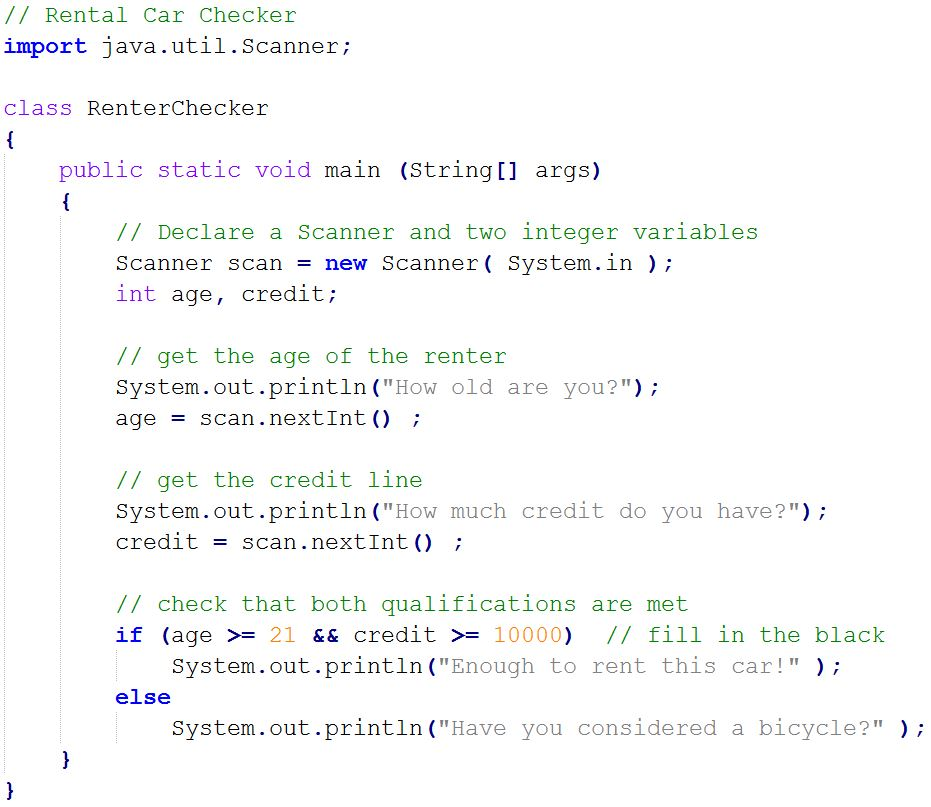 // Rental Car Checker
import java.util.Scanner;

class RenterChecker
{
    public static void main (String[] args)
    {
        // Declare a Scanner and two integer variables
        Scanner scan = new Scanner( System.in );
        int age, credit;

        // get the age of the renter
        System.out.println("How old are you?");
        age = scan.nextInt() ;

        // get the credit line
        System.out.println("How much credit do you have?");
        credit = scan.nextInt() ;

        // check that both qualifications are met
        if (age >= 21 && credit >= 10000)  // fill in the black
            System.out.println("Enough to rent this car!" );
        else
            System.out.println("Have you considered a bicycle?" );
    }
}